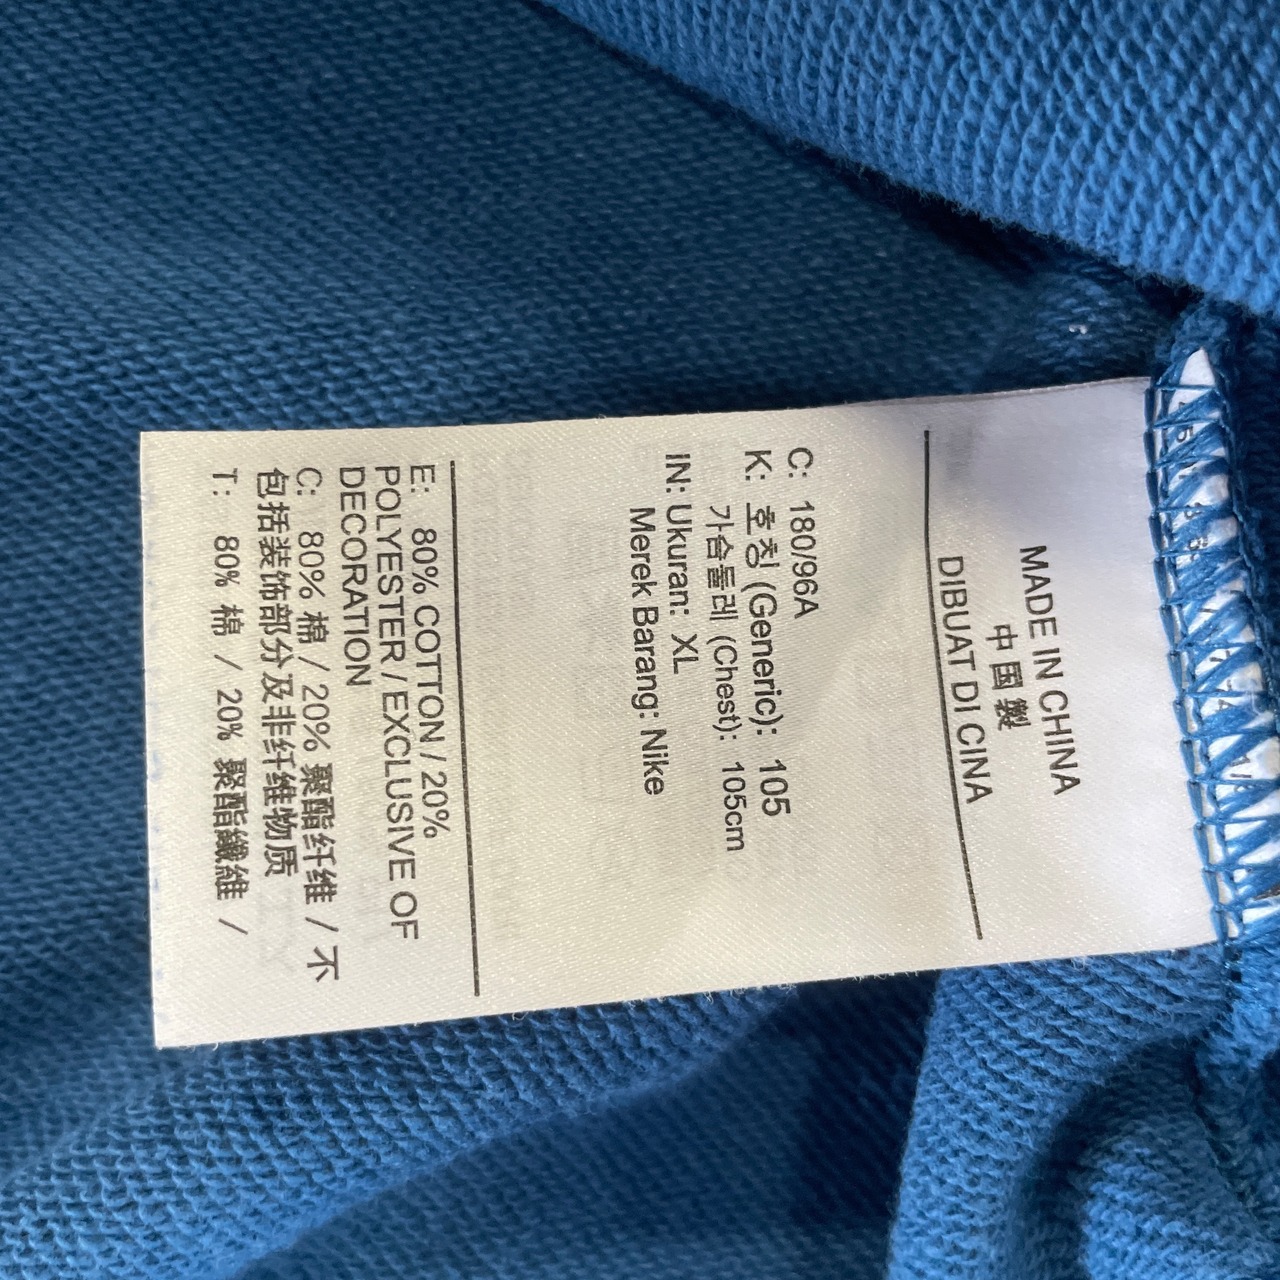 MADE IN CHINA
中國製
DIBUAT DI CINA
C: 180/96A
K: 호칭 (Generic): 105
가슴둘레 (Chest): 105cm
IN: Ukuran: XL
Merek Barang: Nike
E: 80% COTTON / 20%
POLYESTER / EXCLUSIVE OF
DECORATION
C: 80% 棉 / 20% 聚酯纤维 / 不
包括装饰部分及非纤维物质
T: 80% 棉 / 20% 聚酯纖維 /